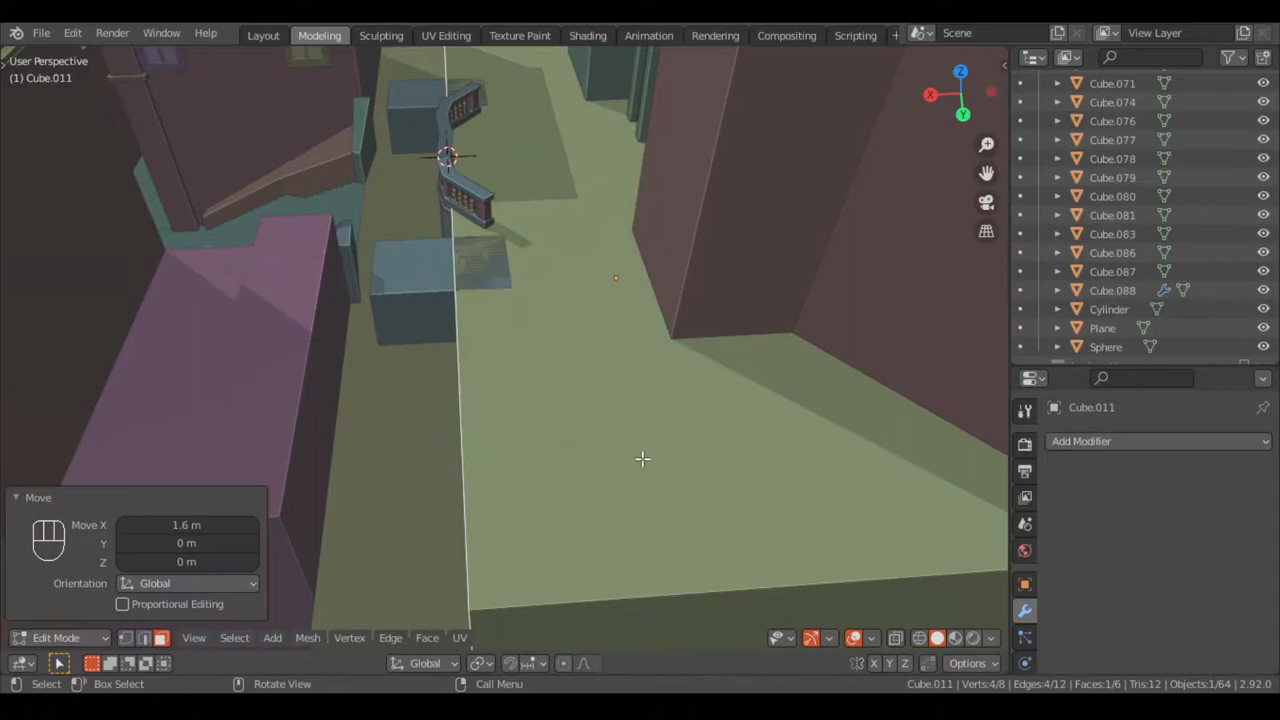 File Edit Render Window Help Layout Modeling Sculpting UV Editing Texture Paint Shading Animation Rendering Compositing Scripting + Scene View Layer
User Perspective
(1) Cube.011
Z
X
Y
Cube.071
Cube.074
Cube.076
Cube.077
Cube.078
Cube.079
Cube.080
Cube.081
Cube.083
Cube.086
Cube.087
Cube.088
Cylinder
Plane
Sphere
Cube.011
Add Modifier
Move
Move X 1.6 m
Y 0 m
Z 0 m
Orientation Global
Proportional Editing
Edit Mode View Select Add Mesh Vertex Edge Face UV
Global X Y Z Options
Select Box Select Rotate View Call Menu Cube.011 | Verts:4/8 | Edges:4/12 | Faces:1/6 | Tris:12 | Objects:1/64 | 2.92.0